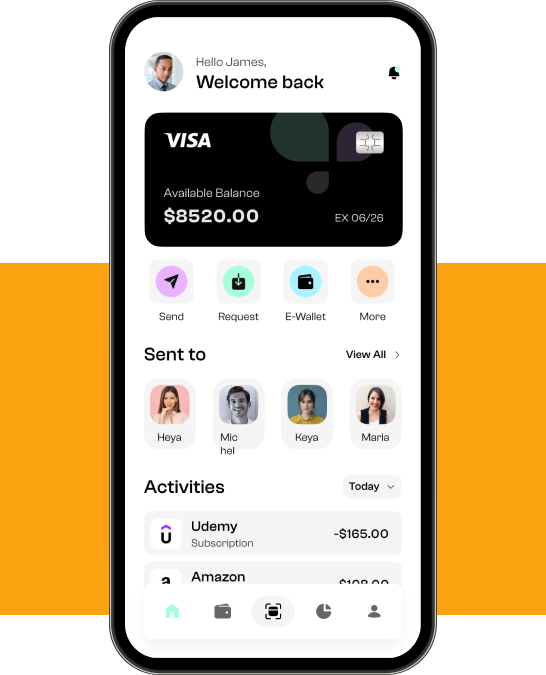 Hello James,
Welcome back
VISA
Available Balance
$8520.00
EX 06/26
Send
Request
E-Wallet
More
Sent to
View All
Heya
Mic
hel
Keya
Maria
Activities
Today
Udemy
Subscription
-$165.00
Amazon